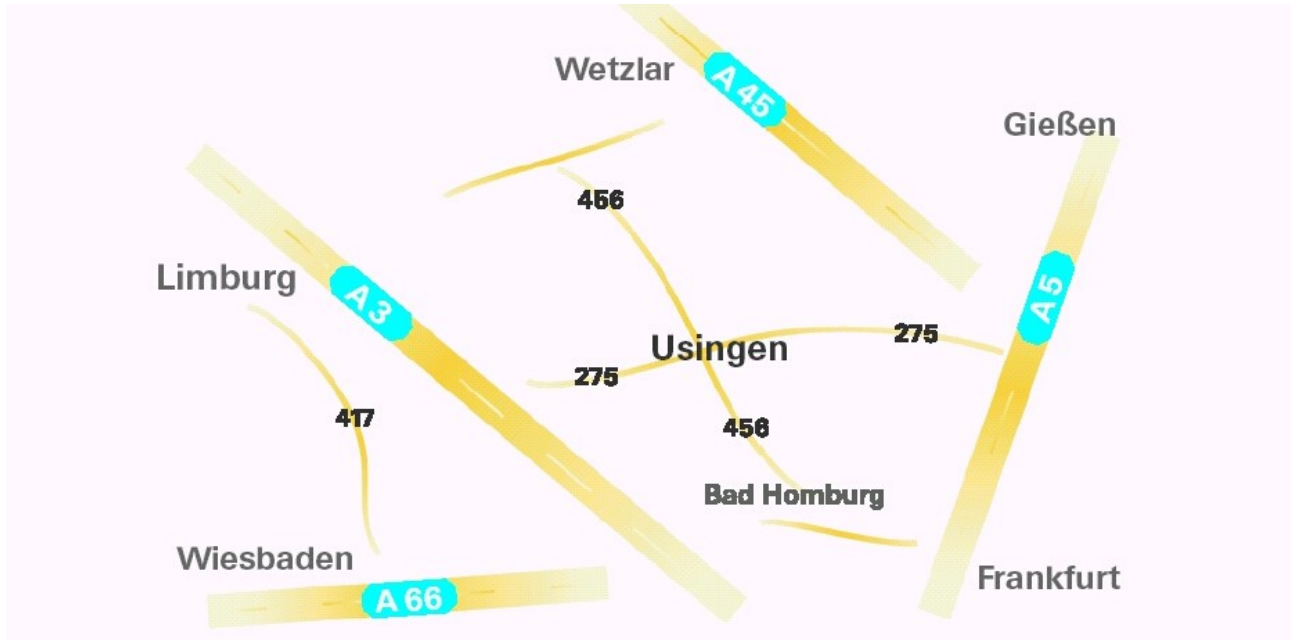 Wetzlar
A 45
Gießen
456
Limburg
A 3
A 5
275
Usingen
275
417
456
Bad Homburg
Wiesbaden
Frankfurt
A 66